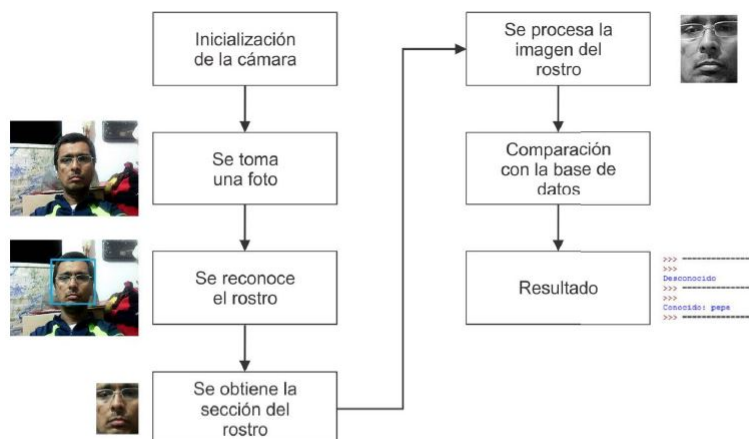 Inicialización
de la cámara
Se toma
una foto
Se reconoce
el rostro
Se obtiene la
sección del
rostro
Se procesa la
imagen del
rostro
Comparación
con la base de
datos
Resultado
>>> ================
>>>
Desconocido
>>> ================
>>>
Conocido: pepe
>>> ================